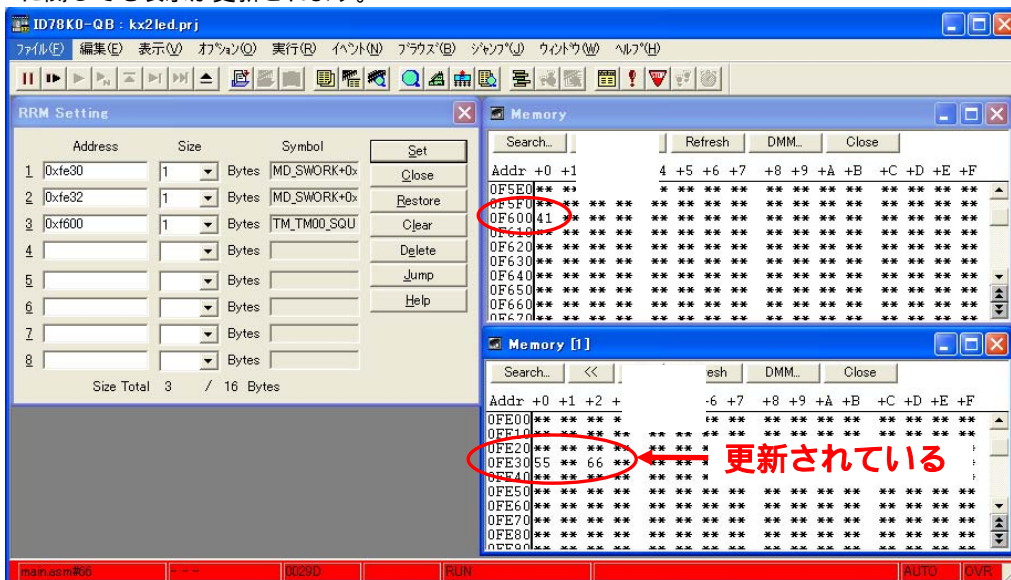 ID78K0-QB : kx2led.prj
ファイル(F) 編集(E) 表示(V) オプション(O) 実行(R) イベント(N) ブラウズ(B) ジャンプ(J) ウィンドウ(W) ヘルプ(H)
RRM Setting
Address Size Symbol
1 0xfe30 1 Bytes MD_SWORK+0x
2 0xfe32 1 Bytes MD_SWORK+0x
3 0xf600 1 Bytes TM_TM00_SQU
4 Bytes
5 Bytes
6 Bytes
7 Bytes
8 Bytes
Size Total 3 / 16 Bytes
Set
Close
Restore
Clear
Delete
Jump
Help
Memory
Search... Refresh DMM... Close
Addr +0 +1 4 +5 +6 +7 +8 +9 +A +B +C +D +E +F
0F5E0 ** ** * ** ** ** ** ** ** ** ** ** ** **
0F5F0 ** ** ** ** ** ** ** ** ** ** ** ** ** ** ** **
0F600 41 ** ** ** ** ** ** ** ** ** ** ** ** ** ** **
0F610 ** ** ** ** ** ** ** ** ** ** ** ** ** ** ** **
0F620 ** ** ** ** ** ** ** ** ** ** ** ** ** ** ** **
0F630 ** ** ** ** ** ** ** ** ** ** ** ** ** ** ** **
0F640 ** ** ** ** ** ** ** ** ** ** ** ** ** ** ** **
0F650 ** ** ** ** ** ** ** ** ** ** ** ** ** ** ** **
0F660 ** ** ** ** ** ** ** ** ** ** ** ** ** ** ** **
0F670 ** ** ** ** ** ** ** ** ** ** ** ** ** ** ** **
Memory [1]
Search... << esh DMM... Close
Addr +0 +1 +2 + -6 +7 +8 +9 +A +B +C +D +E +F
0FE00 ** ** ** * ** ** ** ** ** ** ** ** ** **
0FE10 ** ** ** ** ** ** ** ** ** ** ** ** ** ** ** **
0FE20 ** ** ** ** ** ** *
0FE30 55 ** 66 ** ** ** *
更新されている
0FE40 ** ** ** ** ** ** *
0FE50 ** ** ** ** ** ** ** ** ** ** ** ** ** ** ** **
0FE60 ** ** ** ** ** ** ** ** ** ** ** ** ** ** ** **
0FE70 ** ** ** ** ** ** ** ** ** ** ** ** ** ** ** **
0FE80 ** ** ** ** ** ** ** ** ** ** ** ** ** ** ** **
0FE90 ** ** ** ** ** ** ** ** ** ** ** ** ** ** ** **
main.asm#66 --- 0029D RUN AUTO OVR